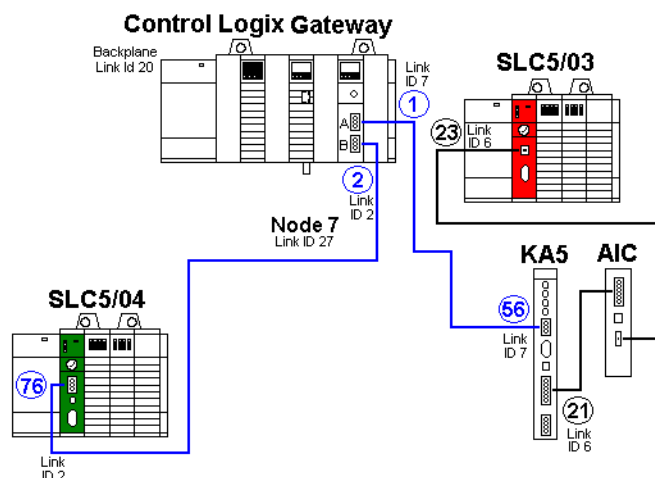 Control Logix Gateway
Backplane
Link Id 20
Link
ID 7
1
A
B
2
Link
ID 2
Node 7
Link ID 27
SLC5/03
23
Link
ID 6
KA5
AIC
56
Link
ID 7
21
Link
ID 6
SLC5/04
76
Link
ID 2